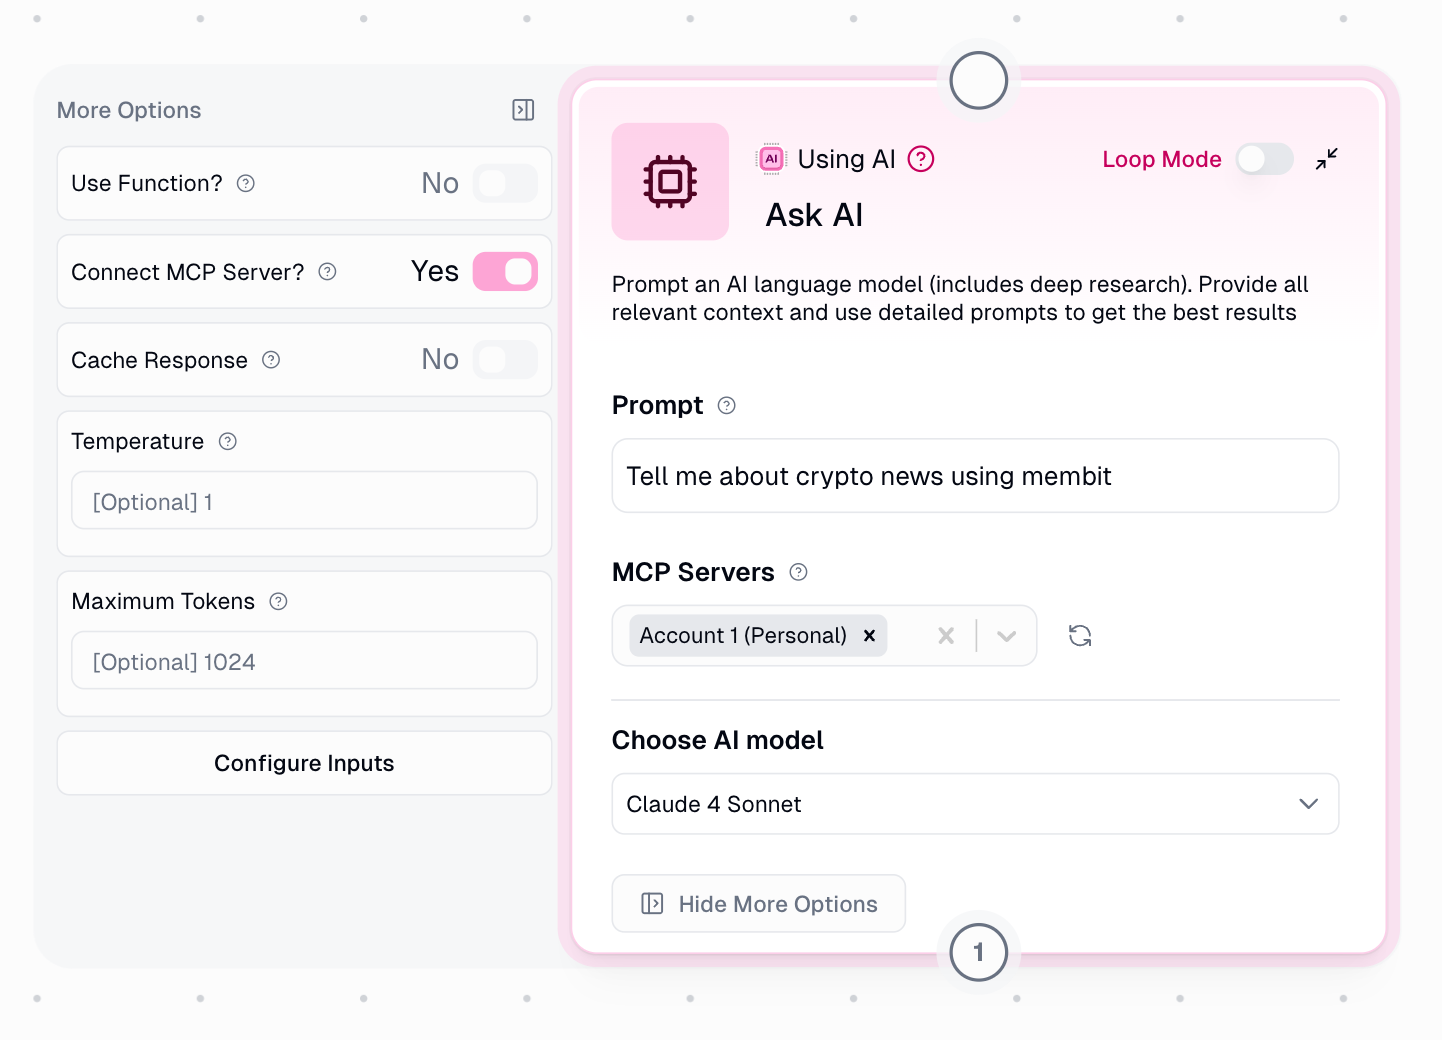 More Options
Use Function?
No
Connect MCP Server?
Yes
Cache Response
No
Temperature
[Optional] 1
Maximum Tokens
[Optional] 1024
Configure Inputs
AI
Using AI
Loop Mode
Ask AI
Prompt an AI language model (includes deep research). Provide all
relevant context and use detailed prompts to get the best results
Prompt
Tell me about crypto news using membit
MCP Servers
Account 1 (Personal)
Choose AI model
Claude 4 Sonnet
Hide More Options
1